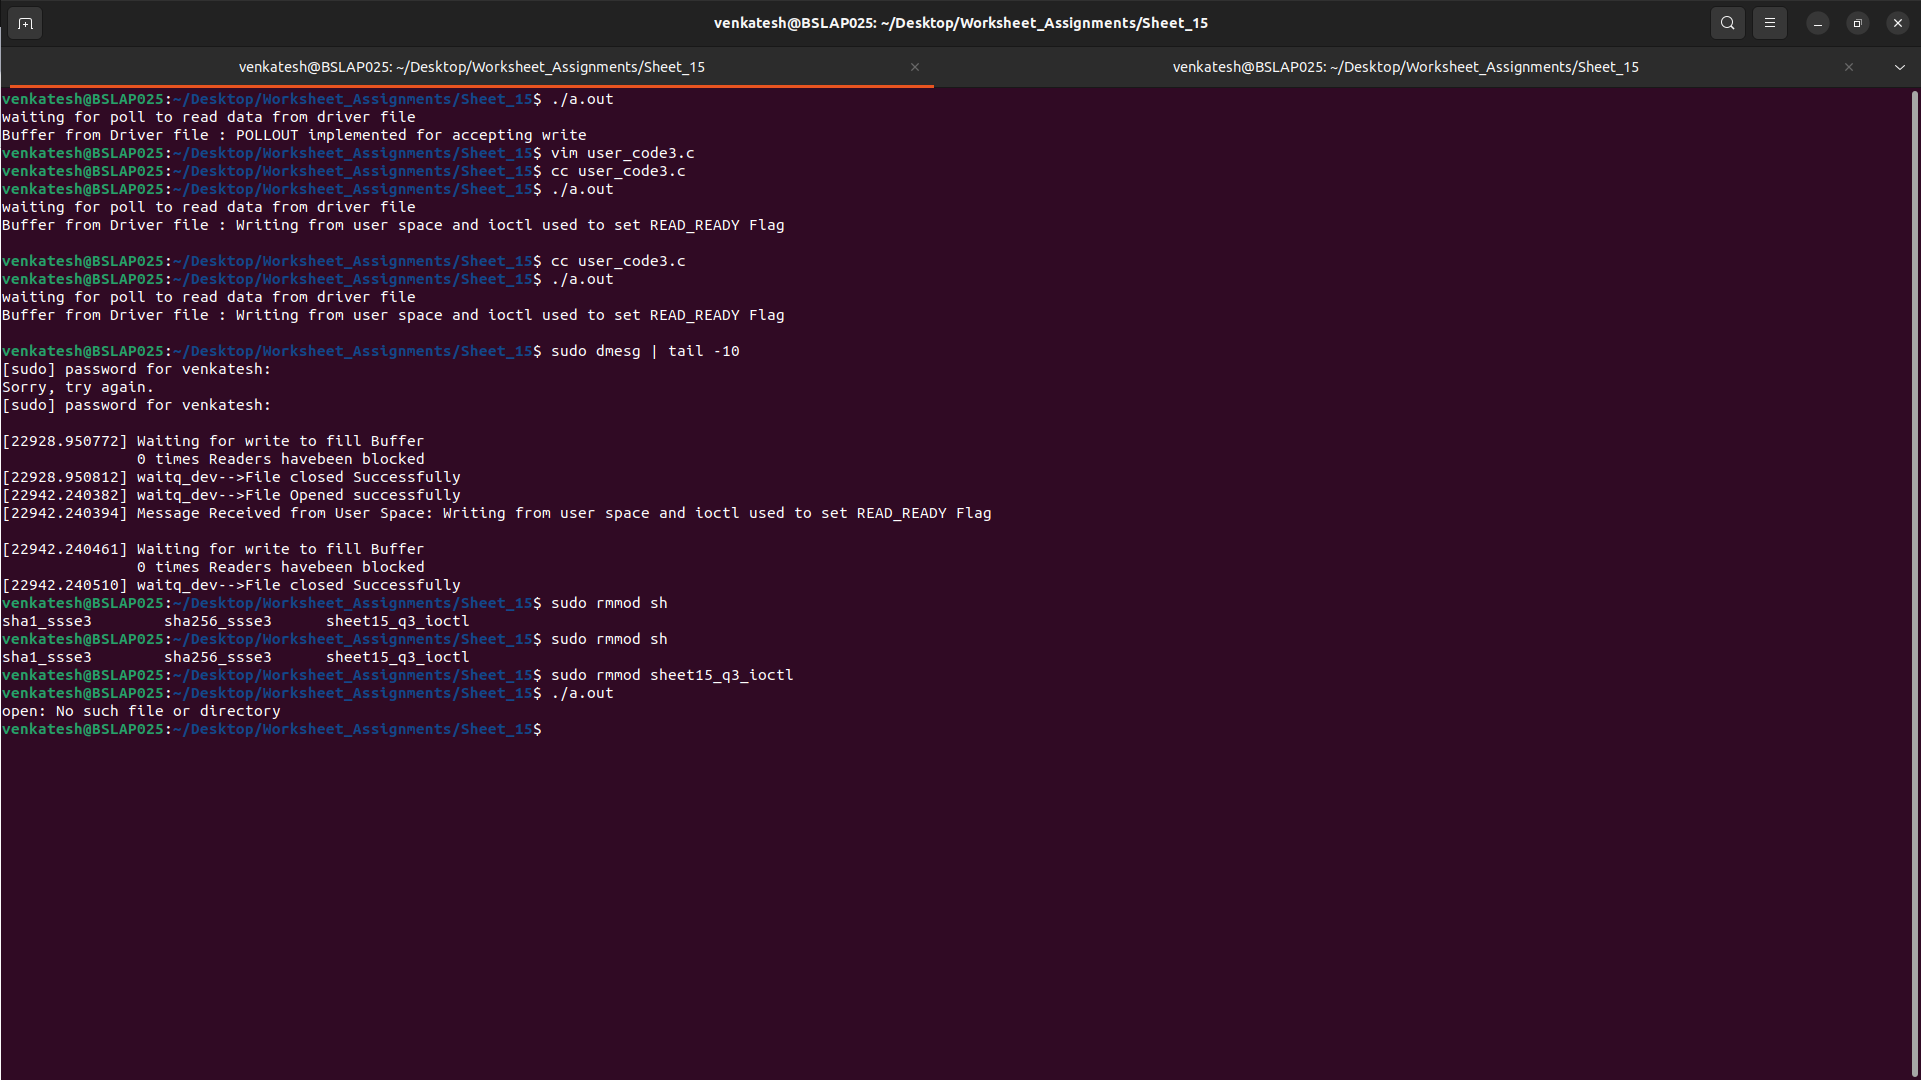 venkatesh@BSLAP025: ~/Desktop/Worksheet_Assignments/Sheet_15
venkatesh@BSLAP025: ~/Desktop/Worksheet_Assignments/Sheet_15
venkatesh@BSLAP025: ~/Desktop/Worksheet_Assignments/Sheet_15
venkatesh@BSLAP025:~/Desktop/Worksheet_Assignments/Sheet_15$ ./a.out
waiting for poll to read data from driver file
Buffer from Driver file : POLLOUT implemented for accepting write
venkatesh@BSLAP025:~/Desktop/Worksheet_Assignments/Sheet_15$ vim user_code3.c
venkatesh@BSLAP025:~/Desktop/Worksheet_Assignments/Sheet_15$ cc user_code3.c
venkatesh@BSLAP025:~/Desktop/Worksheet_Assignments/Sheet_15$ ./a.out
waiting for poll to read data from driver file
Buffer from Driver file : Writing from user space and ioctl used to set READ_READY Flag
venkatesh@BSLAP025:~/Desktop/Worksheet_Assignments/Sheet_15$ cc user_code3.c
venkatesh@BSLAP025:~/Desktop/Worksheet_Assignments/Sheet_15$ ./a.out
waiting for poll to read data from driver file
Buffer from Driver file : Writing from user space and ioctl used to set READ_READY Flag
venkatesh@BSLAP025:~/Desktop/Worksheet_Assignments/Sheet_15$ sudo dmesg | tail -10
[sudo] password for venkatesh:
Sorry, try again.
[sudo] password for venkatesh:
[22928.950772] Waiting for write to fill Buffer
0 times Readers havebeen blocked
[22928.950812] waitq_dev-->File closed Successfully
[22942.240382] waitq_dev-->File Opened successfully
[22942.240394] Message Received from User Space: Writing from user space and ioctl used to set READ_READY Flag
[22942.240461] Waiting for write to fill Buffer
0 times Readers havebeen blocked
[22942.240510] waitq_dev-->File closed Successfully
venkatesh@BSLAP025:~/Desktop/Worksheet_Assignments/Sheet_15$ sudo rmmod sh
sha1_ssse3 sha256_ssse3 sheet15_q3_ioctl
venkatesh@BSLAP025:~/Desktop/Worksheet_Assignments/Sheet_15$ sudo rmmod sh
sha1_ssse3 sha256_ssse3 sheet15_q3_ioctl
venkatesh@BSLAP025:~/Desktop/Worksheet_Assignments/Sheet_15$ sudo rmmod sheet15_q3_ioctl
venkatesh@BSLAP025:~/Desktop/Worksheet_Assignments/Sheet_15$ ./a.out
open: No such file or directory
venkatesh@BSLAP025:~/Desktop/Worksheet_Assignments/Sheet_15$